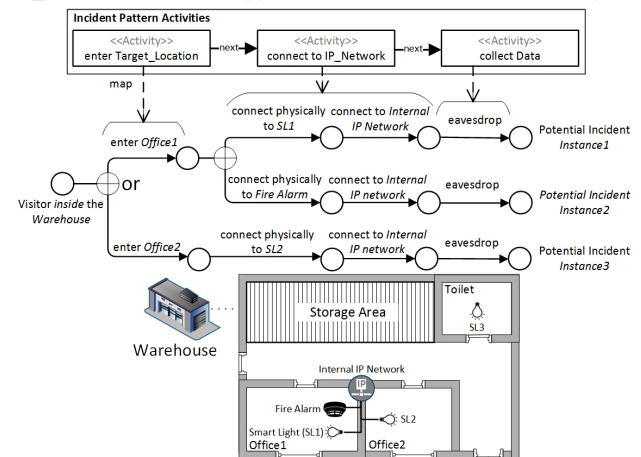 Incident Pattern Activities
<<Activity>>
enter Target_Location
next
<<Activity>>
connect to IP_Network
next
<<Activity>>
collect Data
map
connect physically
to SL1
connect to Internal
IP Network
eavesdrop
enter Office1
Potential Incident
Instance1
or
Visitor inside the
Warehouse
connect physically
to Fire Alarm
connect to Internal
IP network
eavesdrop
Potential Incident
Instance2
enter Office2
connect physically
to SL2
connect to Internal
IP network
eavesdrop
Potential Incident
Instance3
Warehouse
Storage Area
Toilet
SL3
Internal IP Network
IP
Fire Alarm
SL2
Smart Light (SL1)
Office1
Office2